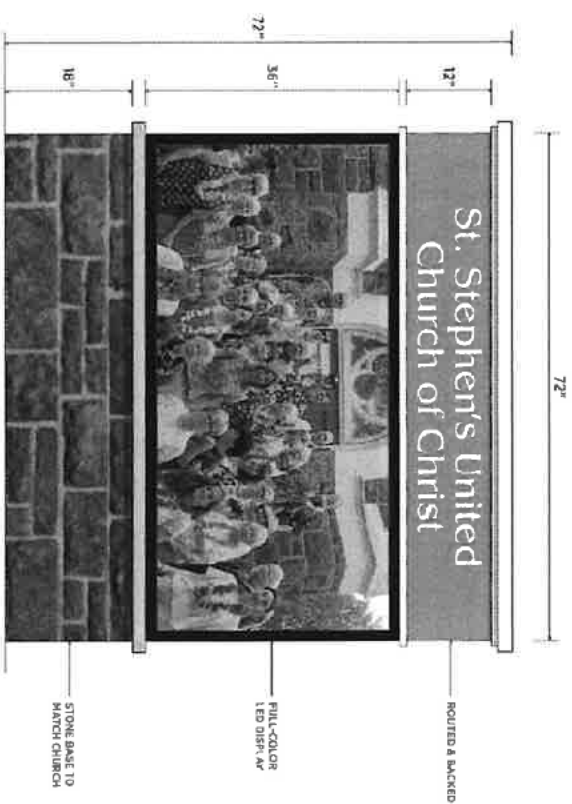 72"
St. Stephen's United
Church of Christ
12"
ROUTED & BACKED
72"
36"
FULL-COLOR
LED DISPLAY
18"
STONE BASE TO
MATCH CHURCH